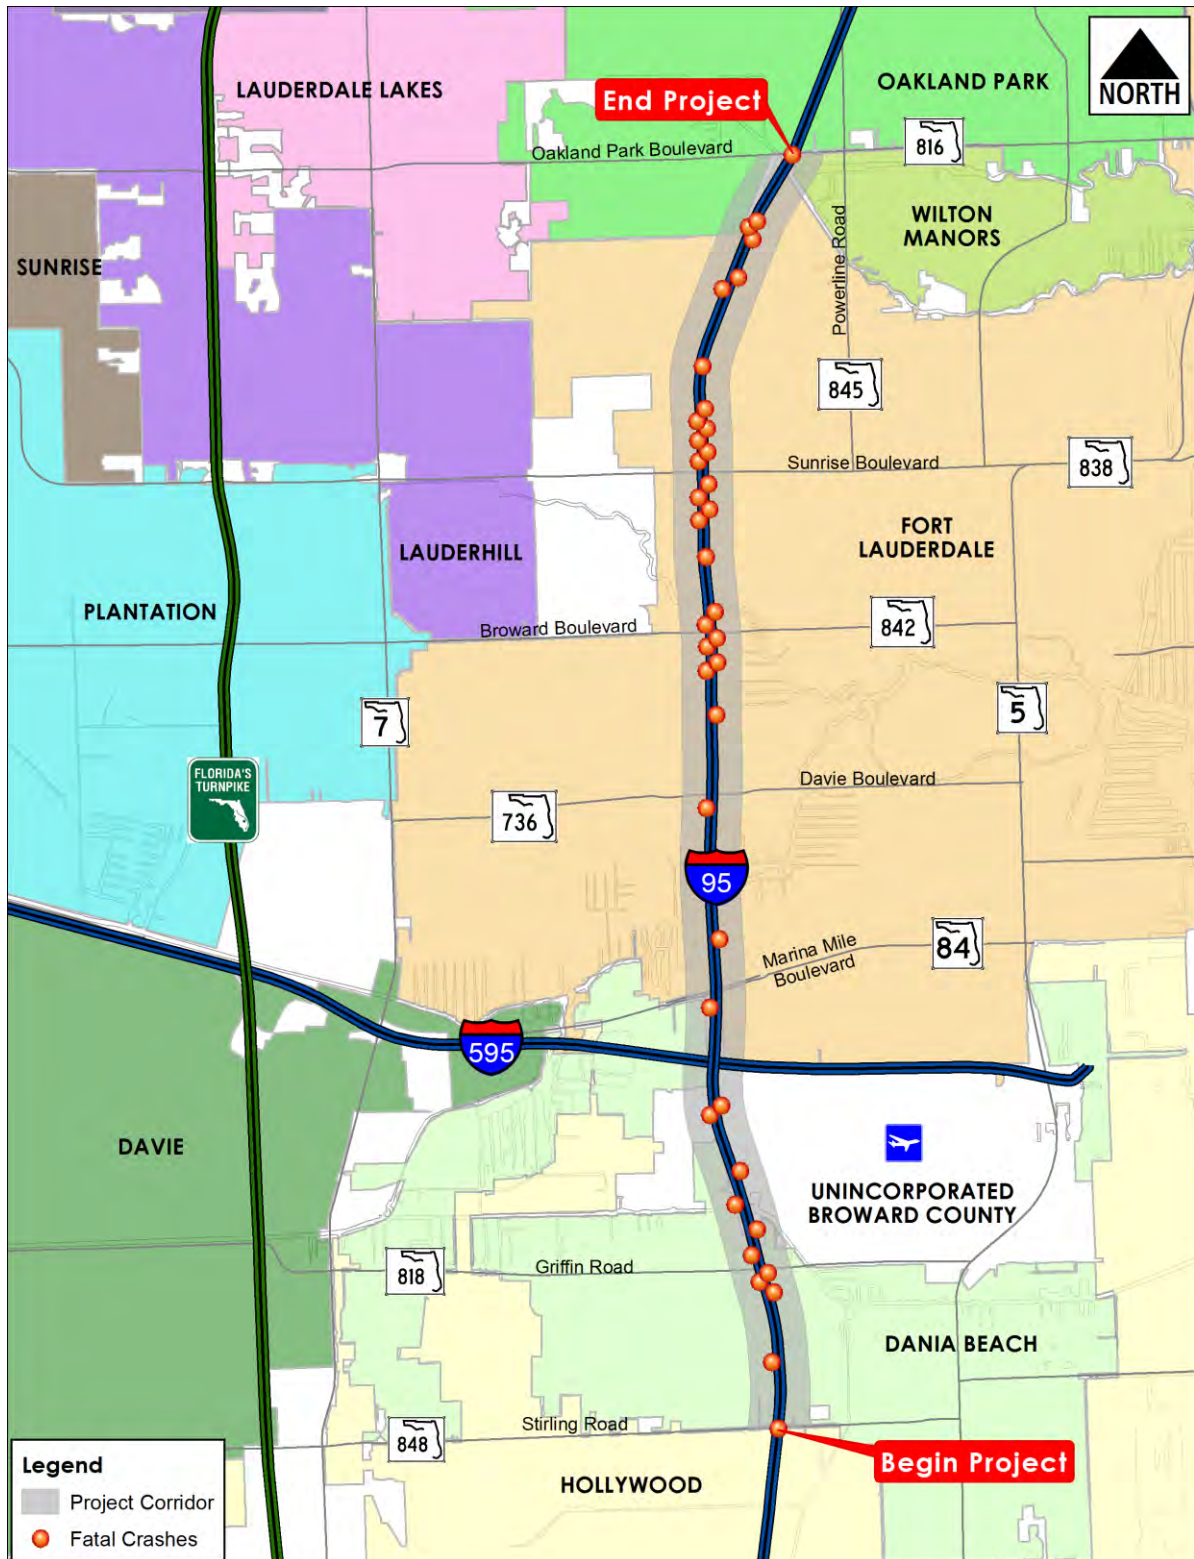 LAUDERDALE LAKES
End Project
OAKLAND PARK
NORTH
Oakland Park Boulevard
816
WILTON
MANORS
Powerline Road
SUNRISE
845
Sunrise Boulevard
838
FORT
LAUDERDALE
LAUDERHILL
PLANTATION
Broward Boulevard
842
7
5
FLORIDA'S
TURNPIKE
Davie Boulevard
736
95
Marina Mile
Boulevard
84
595
DAVIE
UNINCORPORATED
BROWARD COUNTY
Griffin Road
818
DANIA BEACH
Stirling Road
848
Begin Project
HOLLYWOOD
Legend
Project Corridor
Fatal Crashes